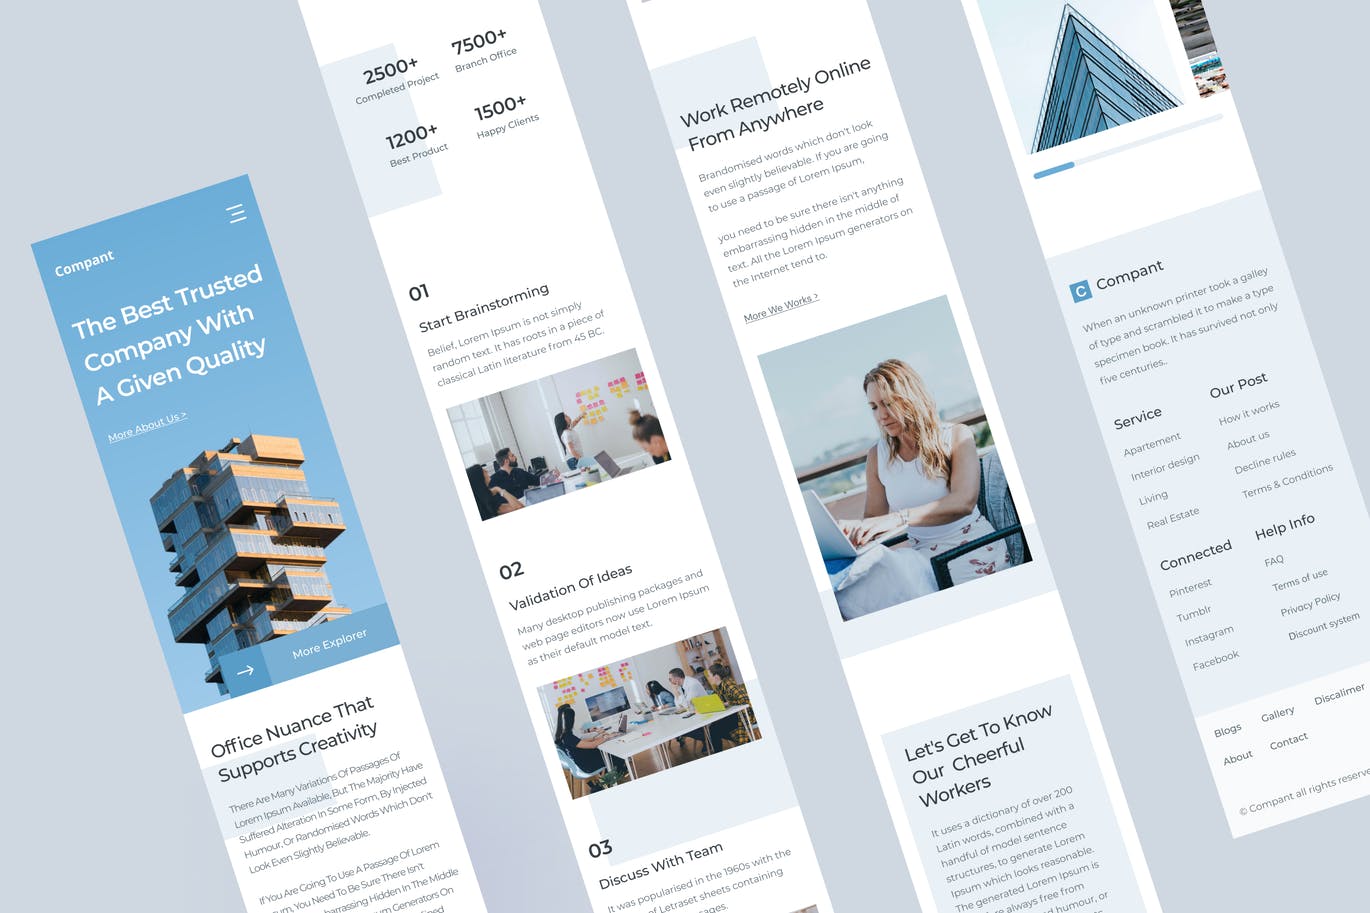 Compant
The Best Trusted
Company With
A Given Quality
More About Us >
More Explorer
Office Nuance That
Supports Creativity
There Are Many Variations Of Passages Of
Lorem Ipsum Available, But The Majority Have
Suffered Alteration In Some Form, By Injected
Humour, Or Randomised Words Which Don't
Look Even Slightly Believable.
If You Are Going To Use A Passage Of Lorem
You Need To Be Sure There Isn't
Hidden In The Middle
Generators On
2500+
Completed Project
7500+
Branch Office
1200+
Best Product
1500+
Happy Clients
01
Start Brainstorming
Belief, Lorem Ipsum is not simply
random text. It has roots in a piece of
classical Latin literature from 45 BC.
02
Validation Of Ideas
Many desktop publishing packages and
web page editors now use Lorem Ipsum
as their default model text.
03
Discuss With Team
It was popularised in the 1960s with the
of Letraset sheets containing
Work Remotely Online
From Anywhere
Brandomised words which don't look
even slightly believable. If you are going
to use a passage of Lorem Ipsum,
you need to be sure there isn't anything
embarrassing hidden in the middle of
text. All the Lorem Ipsum generators on
the Internet tend to.
More We Works >
Let's Get To Know
Our Cheerful
Workers
It uses a dictionary of over 200
Latin words, combined with a
handful of model sentence
structures, to generate Lorem
Ipsum which looks reasonable.
The generated Lorem Ipsum is
always free from
humour, or
C Compant
When an unknown printer took a galley
of type and scrambled it to make a type
specimen book. It has survived not only
five centuries..
Service
Apartement
Interior design
Living
Real Estate
Our Post
How it works
About us
Decline rules
Terms & Conditions
Connected
Pinterest
Tumblr
Instagram
Facebook
Help Info
FAQ
Terms of use
Privacy Policy
Discount system
Blogs Gallery Discalimer
About Contact
© Compant all rights